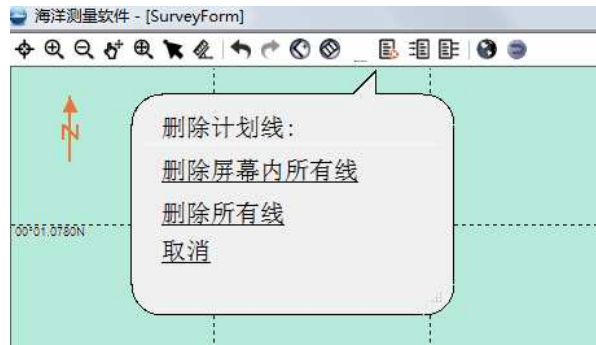 海洋测量软件 - [SurveyForm]
N
删除计划线:
删除屏幕内所有线
删除所有线
取消
00°01.0780N